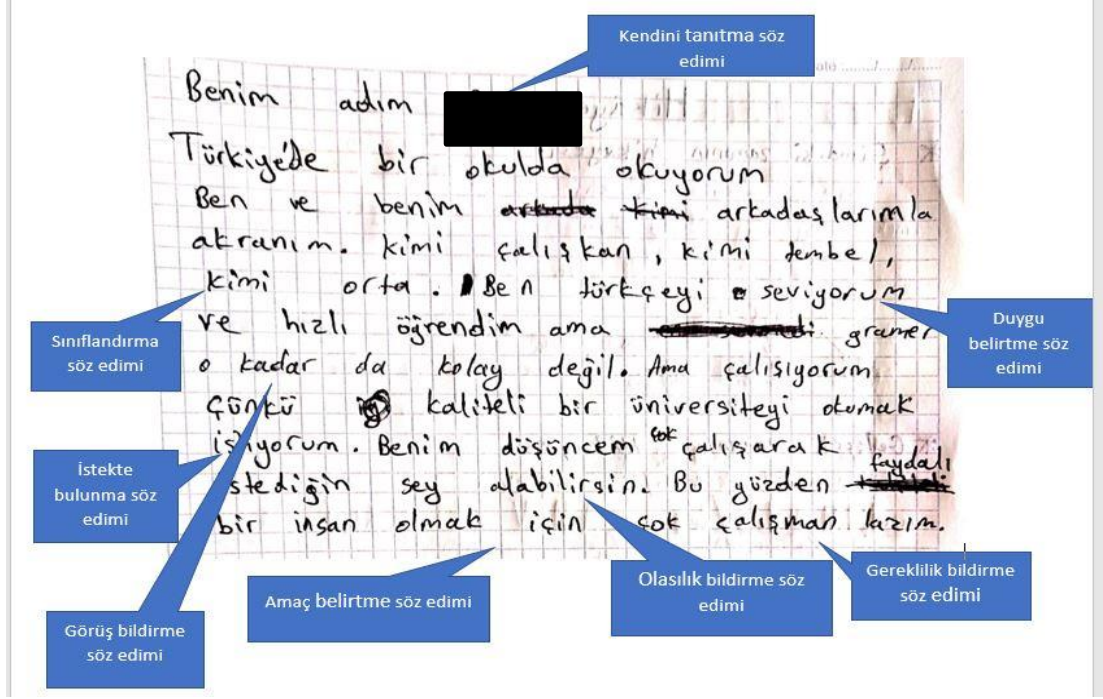 Kendini tanıtma söz
edimi
Benim adım
Türkiye'de bir okulda okuyorum
Ben ve benim arkadaşlarımla
akranım. kimi çalışkan, kimi tembel,
kimi orta. Ben türkçeyi seviyorum
ve hızlı öğrendim ama gramer
o kadar da kolay değil. Ama çalışıyorum
çünkü kaliteli bir üniversiteyi okumak
istiyorum. Benim düşüncem çok çalışarak
istediğin şey alabilirsin. Bu yüzden faydalı
bir insan olmak için çok çalışman lazım.
Sınıflandırma
söz edimi
Duygu
belirtme söz
edimi
İstekte
bulunma söz
edimi
Görüş bildirme
söz edimi
Amaç belirtme söz edimi
Olasılık bildirme söz
edimi
Gereklilik bildirme
söz edimi